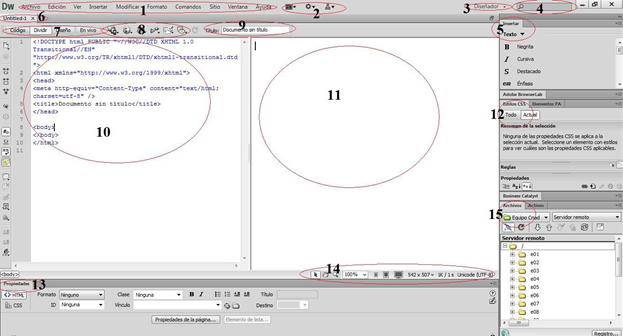 Dw Archivo Edición Ver Insertar Modificar Formato Comandos Sitio Ventana Ayuda
1 2 3 4
Diseñador
Untitled-1 × 6
5
Código Dividir Diseño En vivo
7 8 9
Título: Documento sin título
<!DOCTYPE html PUBLIC "-//W3C//DTD XHTML 1.0
Transitional//EN"
"http://www.w3.org/TR/xhtml1/DTD/xhtml1-transitional.dtd
">
<html xmlns="http://www.w3.org/1999/xhtml">
<head>
<meta http-equiv="Content-Type" content="text/html;
charset=utf-8" />
<title>Documento sin título</title>
</head>
<body>
</body>
</html>
10
11
Insertar
Texto
B Negrita
I Cursiva
S Destacado
em Énfasis
Adobe BrowserLab
Estilos CSS Elementos PA
12 Todo Actual
Resumen de la selección
Ninguna de las propiedades CSS se aplica a la
selección actual. Seleccione un elemento con estilos
para ver cuáles son las propiedades CSS aplicables.
Reglas
Propiedades
Business Catalyst
Archivos Activos
15 Equipo Cread Servidor remoto
Servidor remoto
/
e01
e02
e03
e04
e05
e06
e07
e08
e09
Registro...
<body>
14
100% 542 x 507 1K / 1 s Unicode (UTF-8)
Propiedades
13
<> HTML Formato Ninguno Clase Ninguna B I Título
CSS ID Ninguno Vínculo Destino
Propiedades de la página... Elemento de lista...